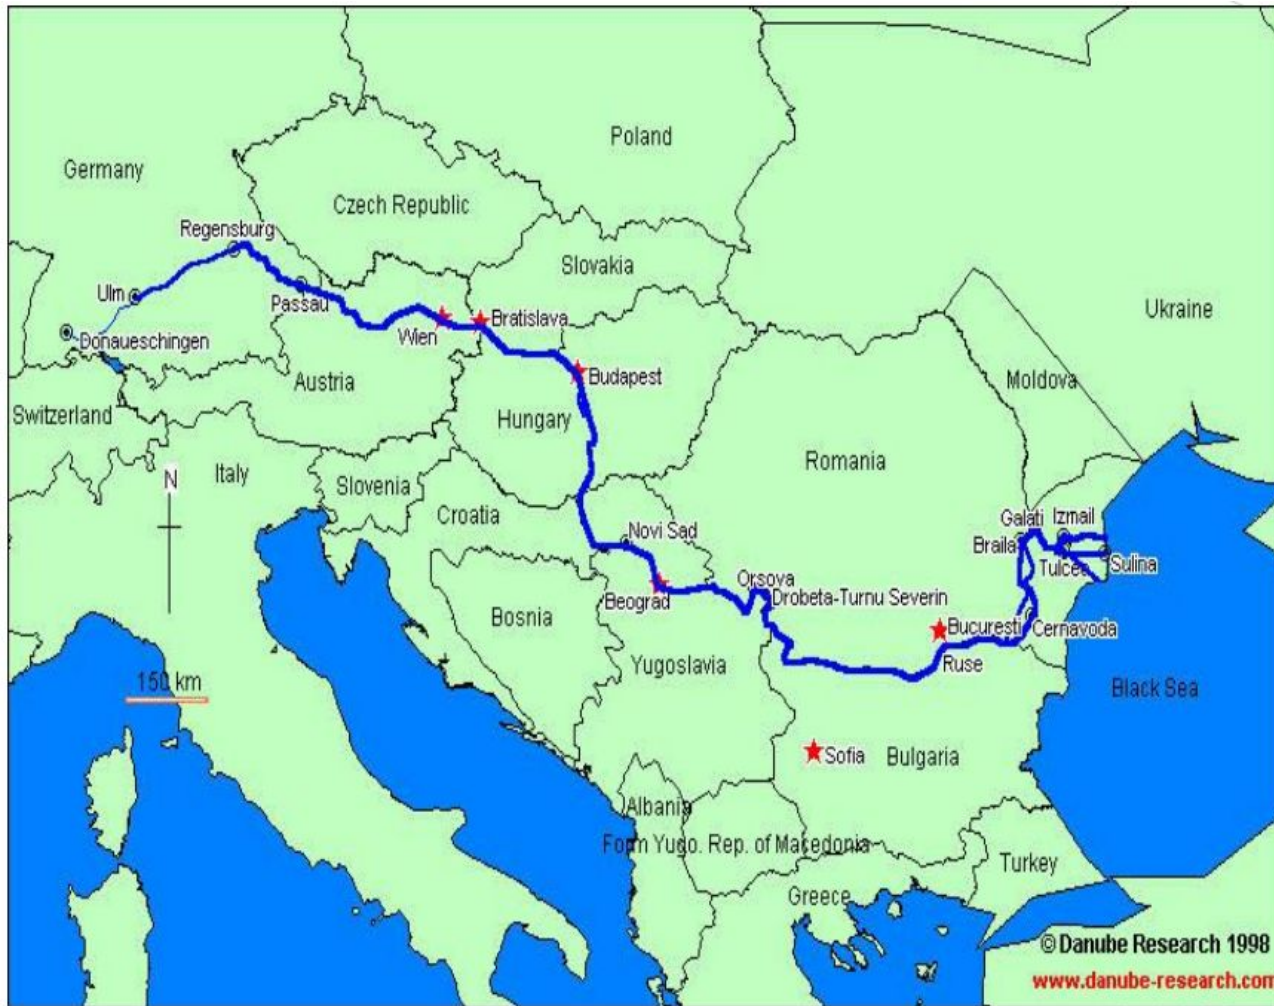 Poland
Germany
Czech Republic
Regensburg
Slovakia
Ulm
Passau
Ukraine
Bratislava
Wien
Donaueschingen
Budapest
Austria
Moldova
Switzerland
Hungary
Romania
Italy
N
Slovenia
Croatia
Galati
Izmail
Novi Sad
Braila
Tulcea
Sulina
Orsova
Drobeta-Turnu Severin
Beograd
Bosnia
Bucuresti
Cernavoda
Ruse
Yugoslavia
150 km
Black Sea
Sofia
Bulgaria
Albania
Form Yugo. Rep. of Macedonia
Turkey
Greece
© Danube Research 1998
www.danube-research.com